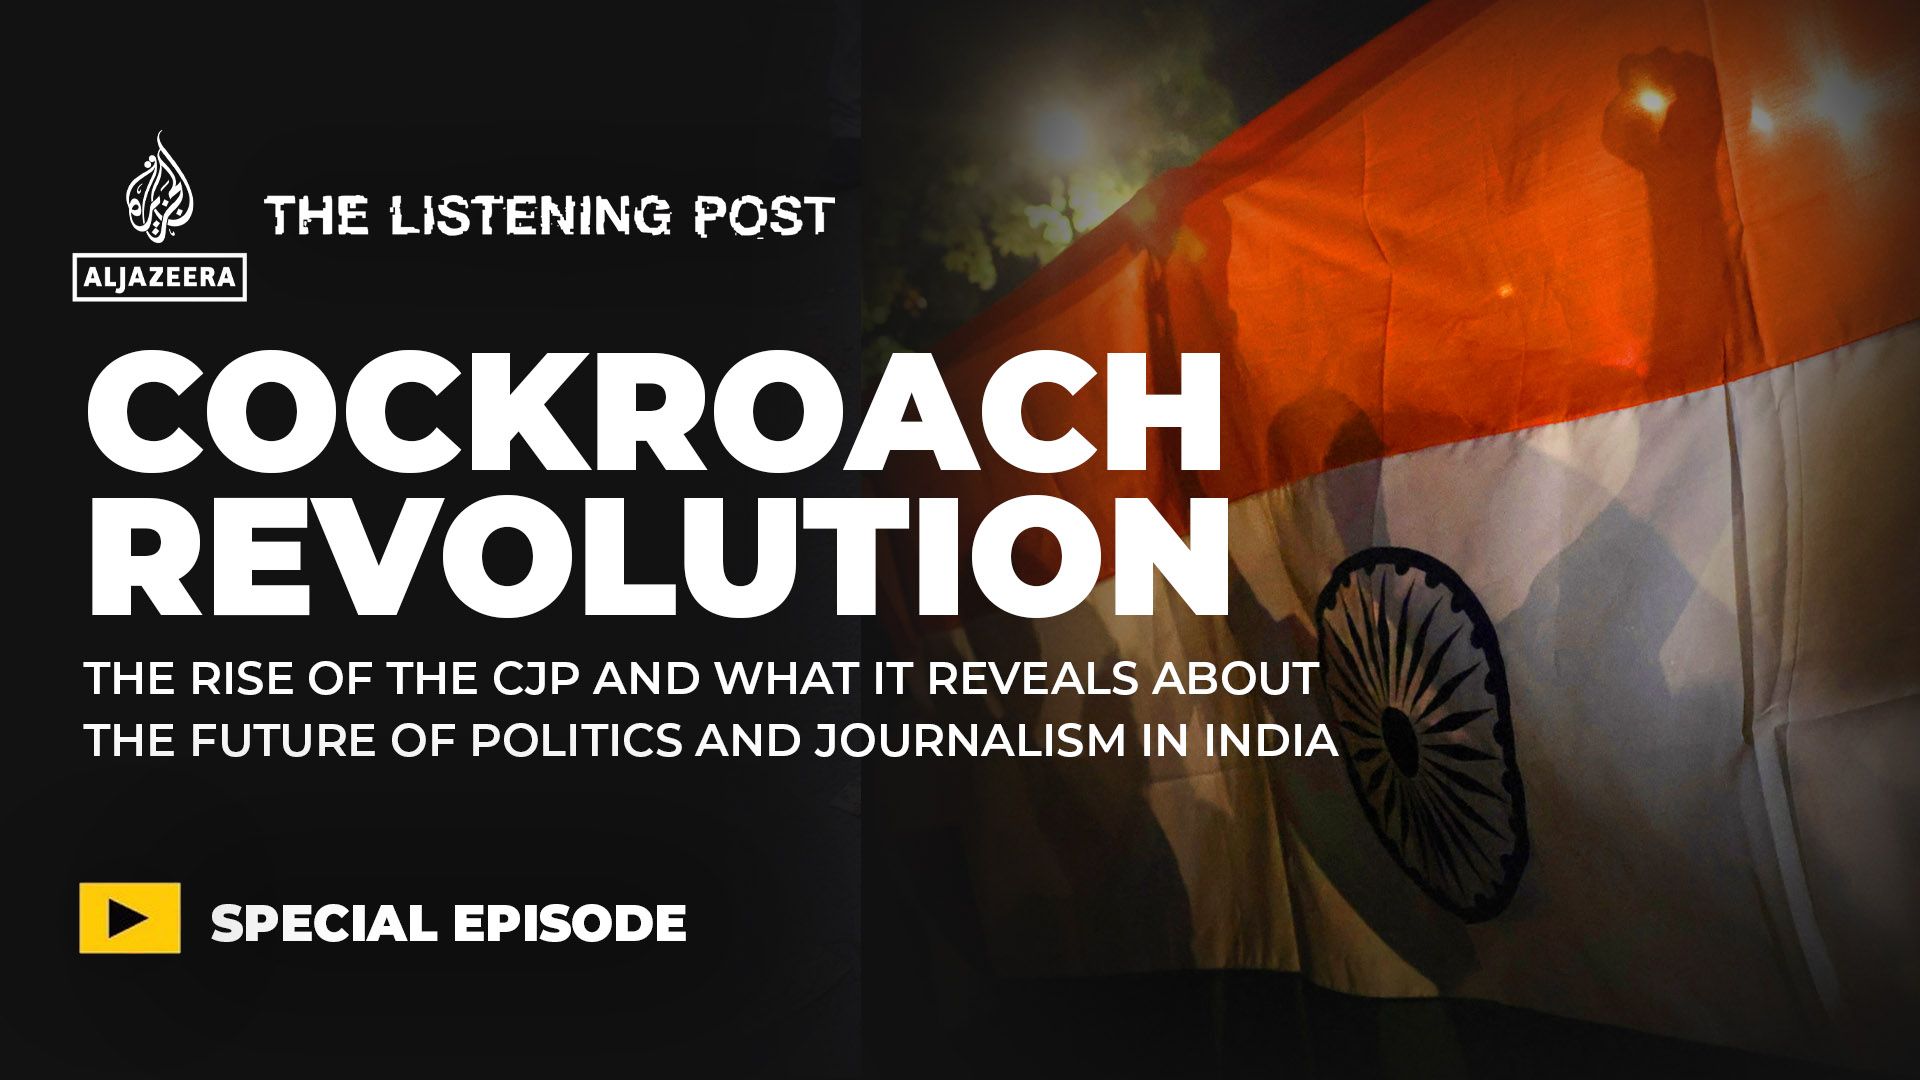 THE LISTENING POST
ALJAZEERA
COCKROACH
REVOLUTION
THE RISE OF THE CJP AND WHAT IT REVEALS ABOUT
THE FUTURE OF POLITICS AND JOURNALISM IN INDIA
SPECIAL EPISODE